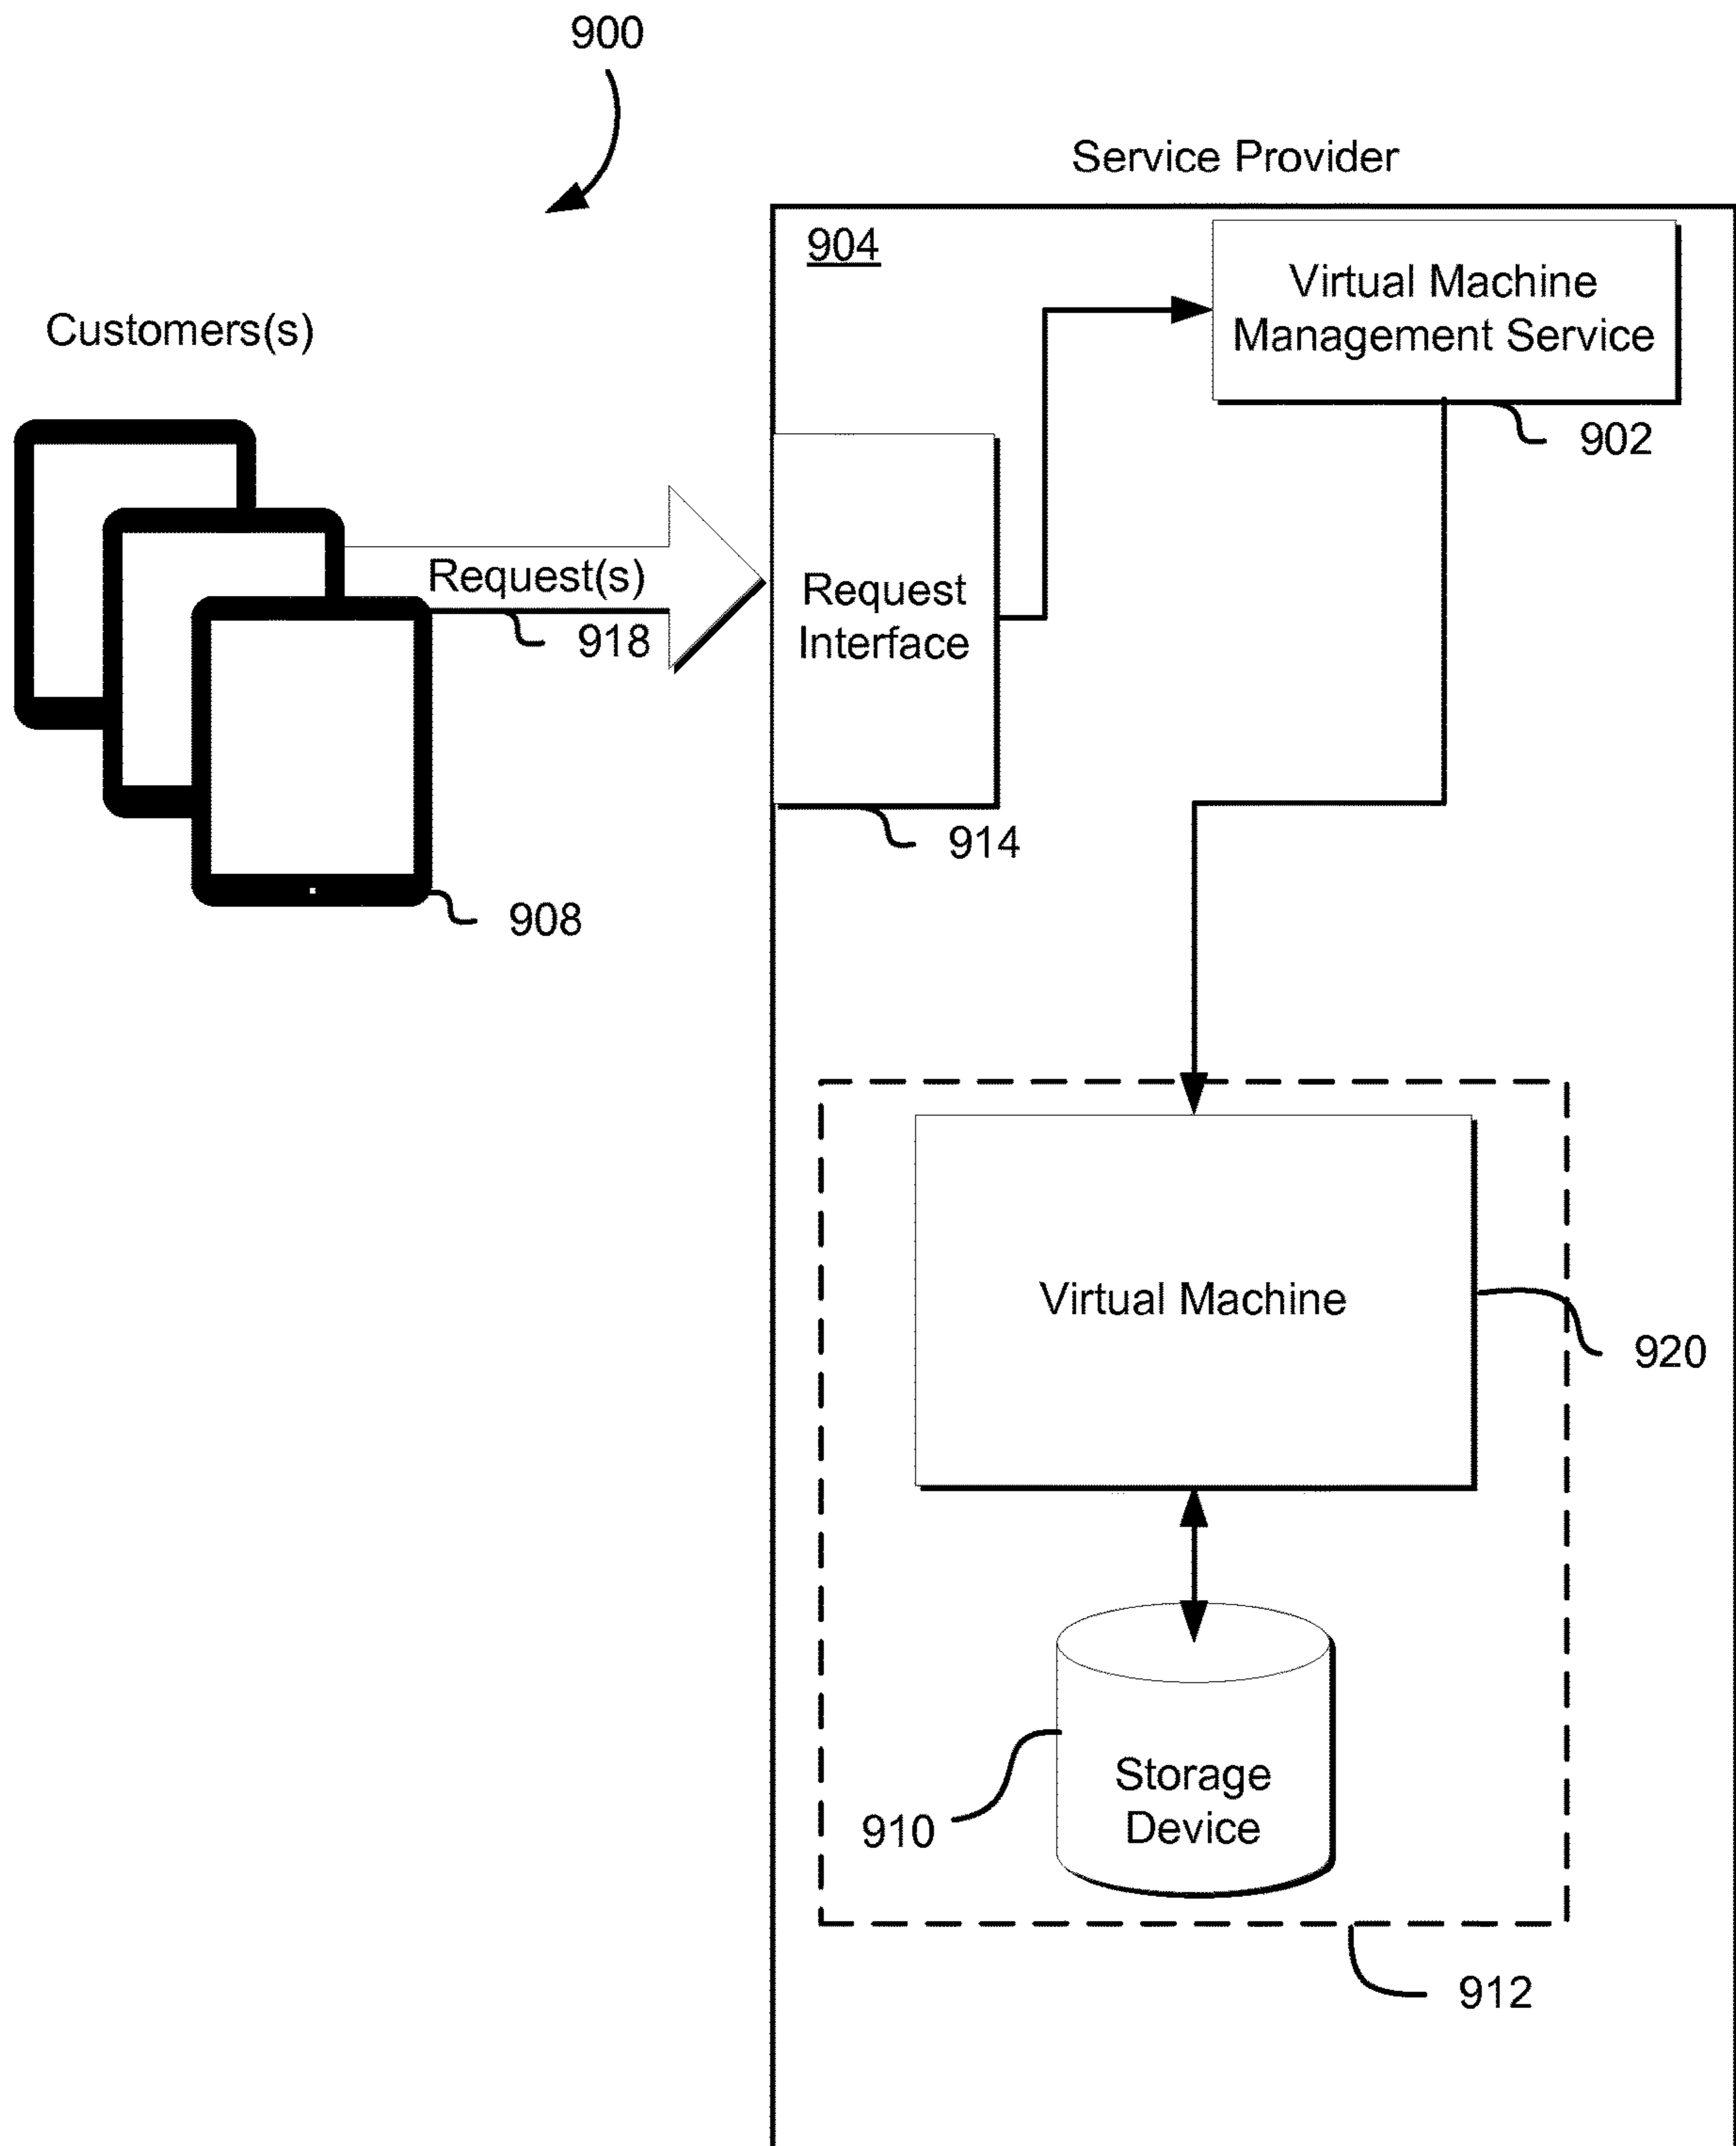 900
Service Provider
904
Virtual Machine
Management Service
902
Customers(s)
Request(s)
918
Request
Interface
914
908
Virtual Machine
920
Storage
Device
910
912